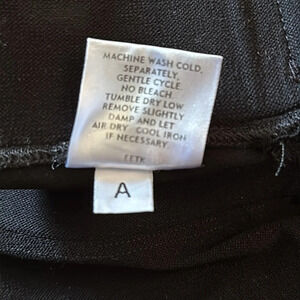 MACHINE WASH COLD,
SEPARATELY,
GENTLE CYCLE.
NO BLEACH.
TUMBLE DRY LOW
REMOVE SLIGHTLY
DAMP AND LET
AIR DRY. COOL IRON
IF NECESSARY.
EETK
A